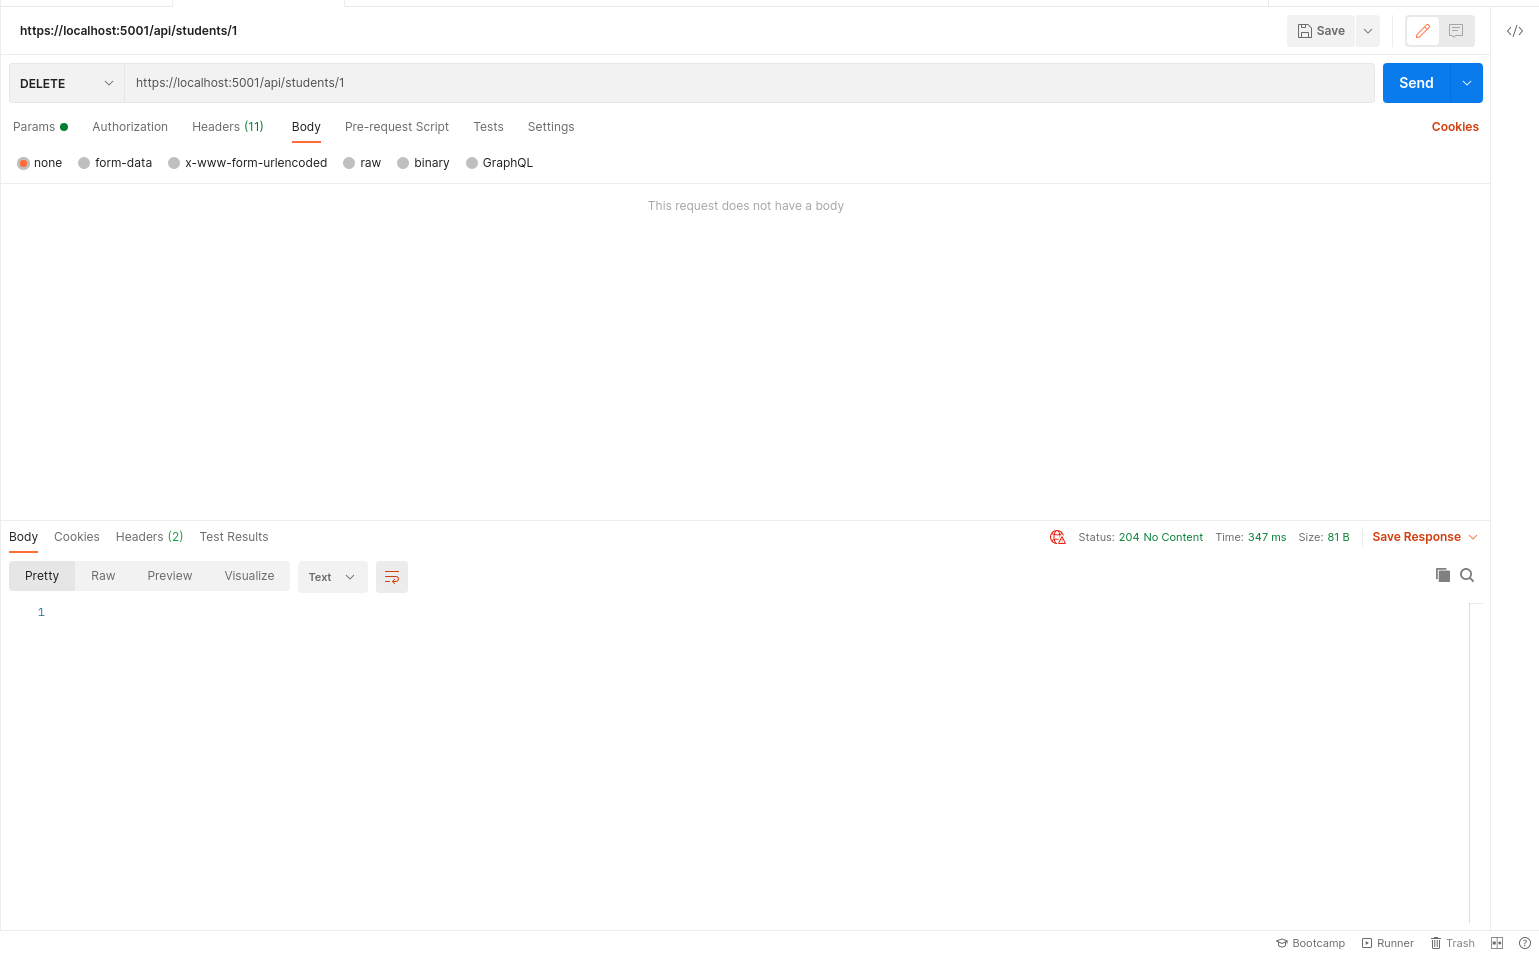 https://localhost:5001/api/students/1
Save
DELETE
https://localhost:5001/api/students/1
Send
Params
Authorization
Headers (11)
Body
Pre-request Script
Tests
Settings
Cookies
none
form-data
x-www-form-urlencoded
raw
binary
GraphQL
This request does not have a body
Body
Cookies
Headers (2)
Test Results
Status: 204 No Content
Time: 347 ms
Size: 81 B
Save Response
Pretty
Raw
Preview
Visualize
Text
1
Bootcamp
Runner
Trash